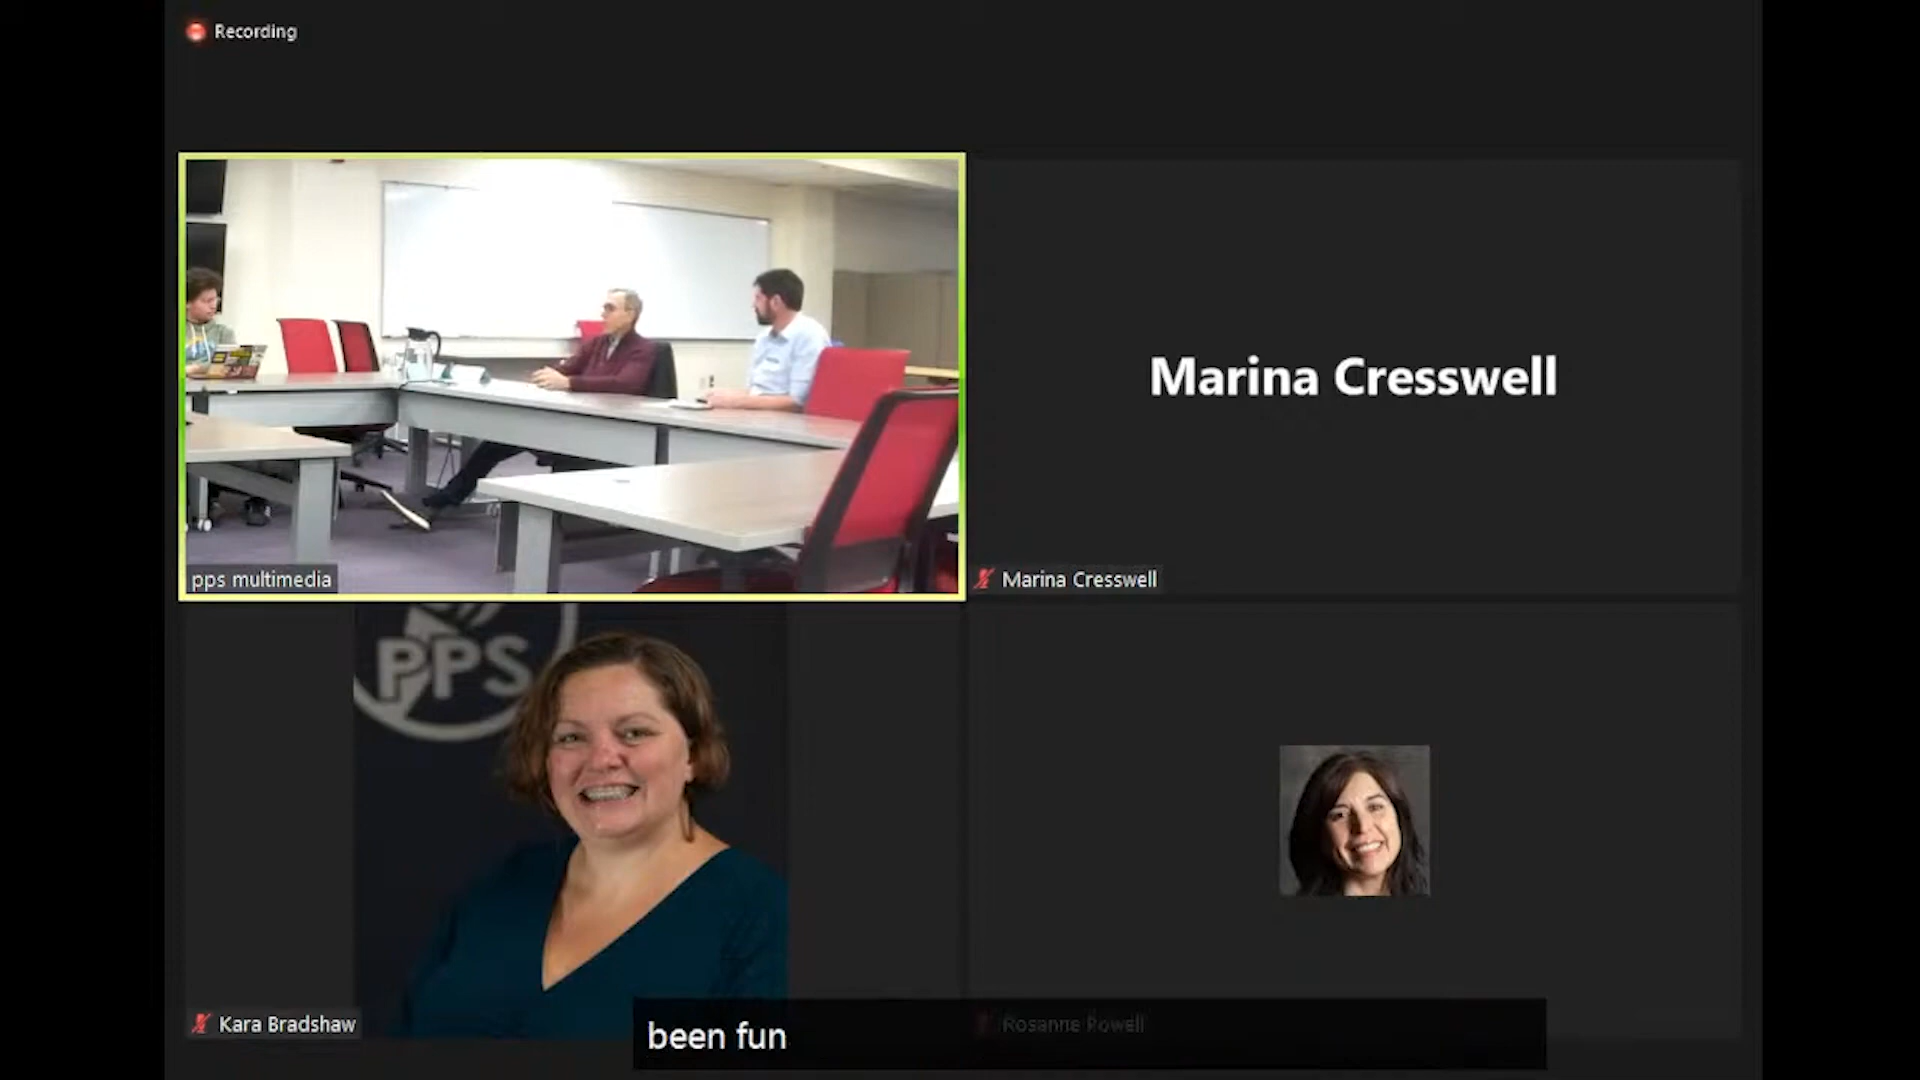 Recording
Marina Cresswell
pps multimedia
Marina Cresswell
PPS
Kara Bradshaw
Rosanne Powell
been fun